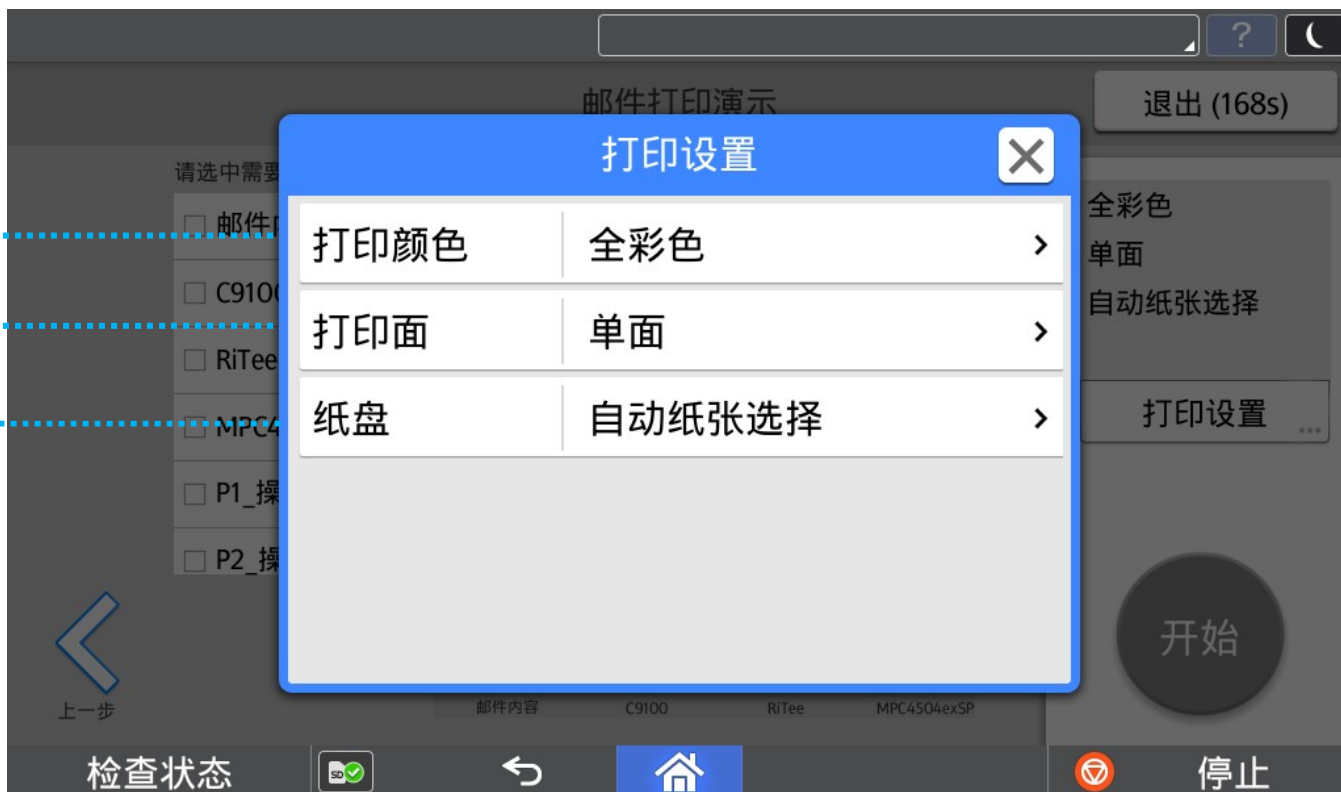 ?
邮件打印演示
退出 (168s)
打印设置
请选中需要
邮件
C9100
RiTee
MPC4
P1_操
P2_操
打印颜色 全彩色
打印面 单面
纸盘 自动纸张选择
全彩色
单面
自动纸张选择
打印设置
...
开始
上一步
邮件内容 C9100 RiTee MPC4504exSP
检查状态
SD
停止